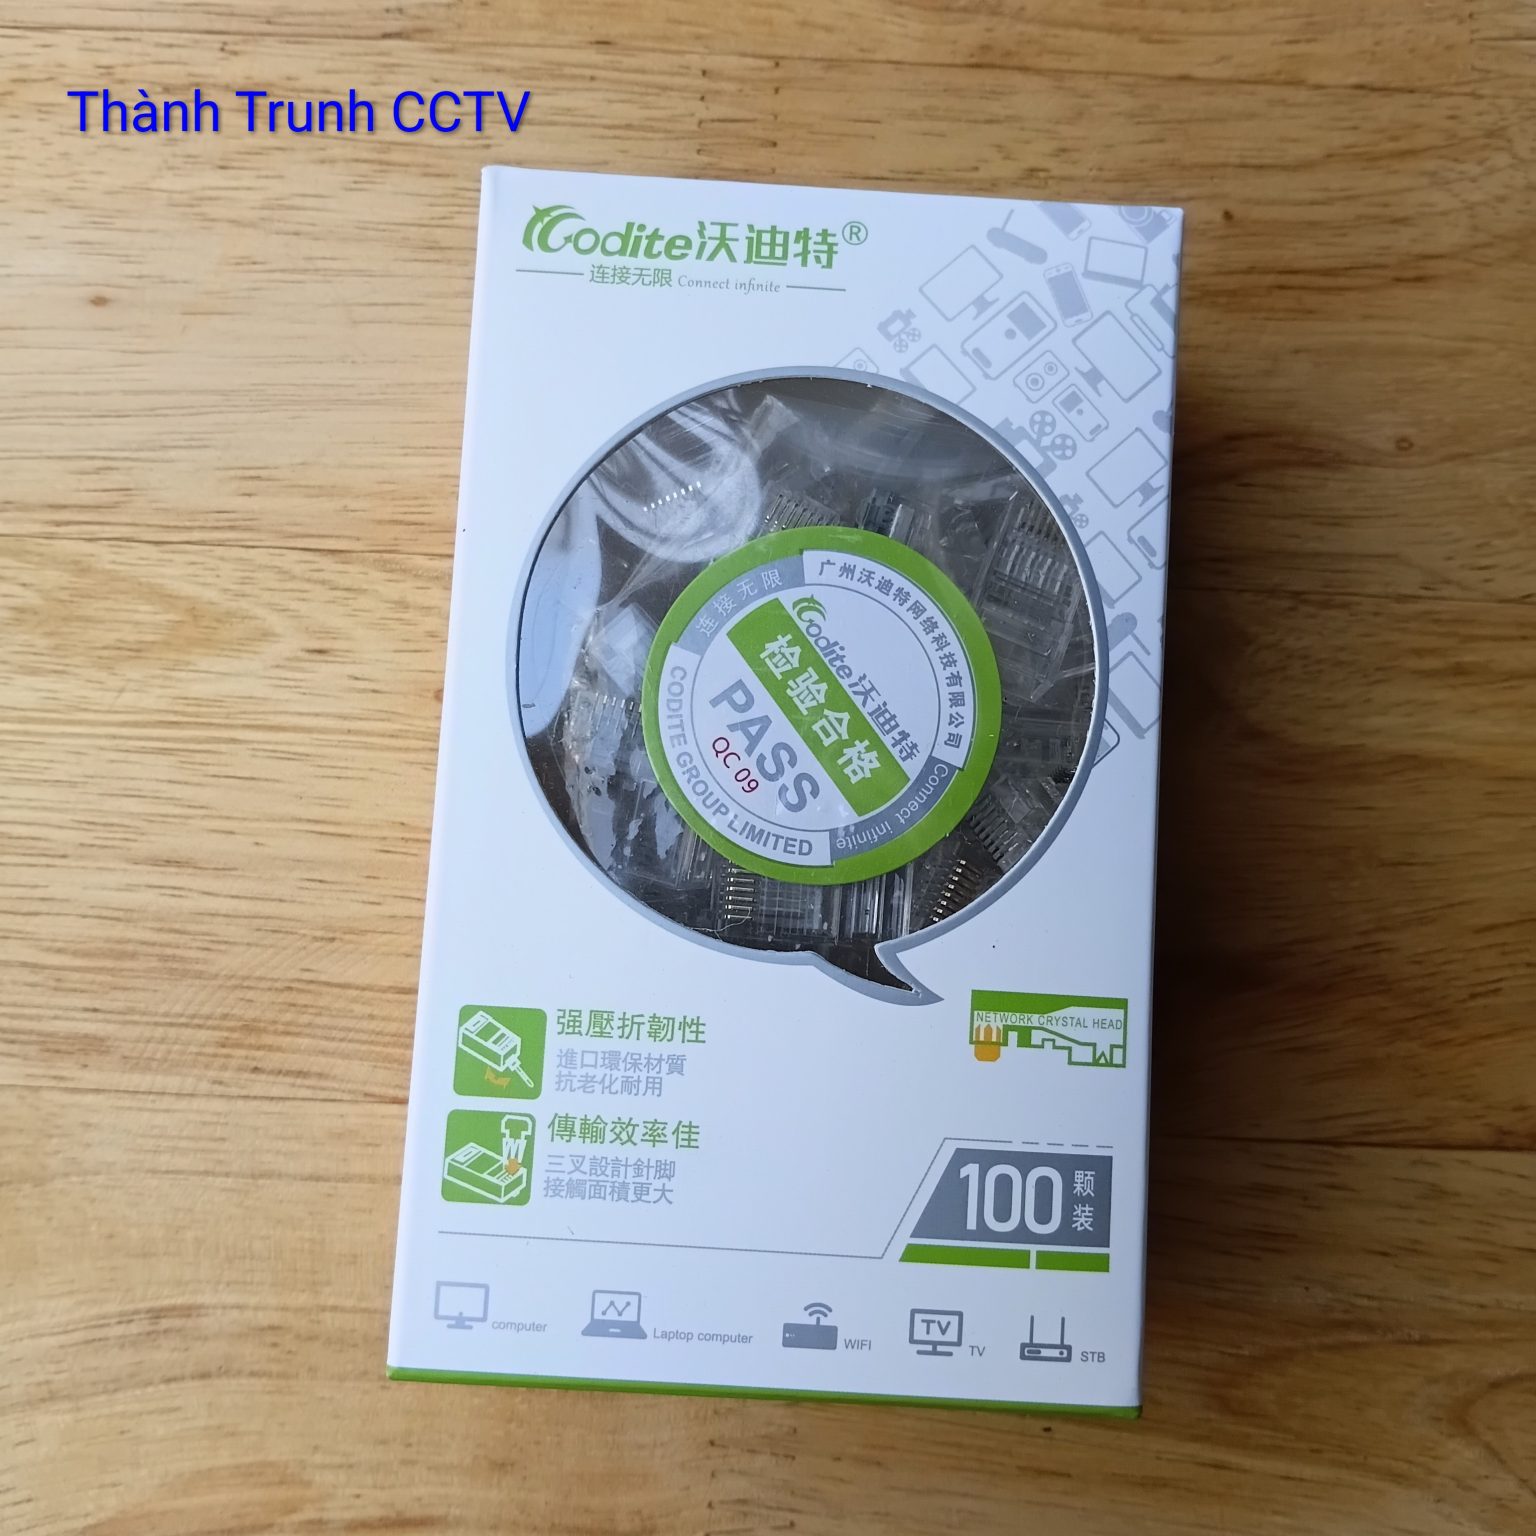 Thành Trunh CCTV
Codite沃迪特®
连接无限 Connect infinite
连接无限
广州沃迪特网络科技有限公司
Codite沃迪特
检验合格
PASS
QC 09
CODITE GROUP LIMITED
Connect infinite
NETWORK CRYSTAL HEAD
强壓折韌性
進口環保材質
抗老化耐用
傳輸效率佳
三叉設計針脚
接觸面積更大
100颗装
computer
Laptop computer
WIFI
TV
TV
STB